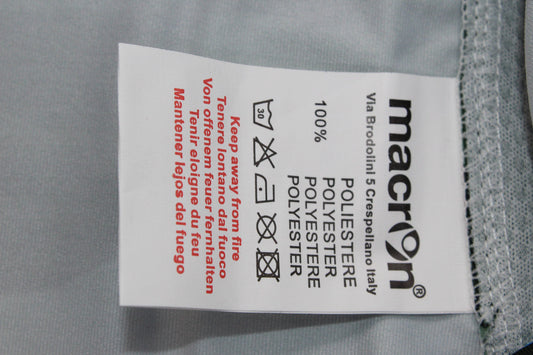 macron®
Via Brodolini 5 Crespellano Italy
100%
POLIESTERE
POLYESTER
POLYESTERE
POLYESTER
30
Keep away from fire
Tenere lontano dal fuoco
Von offenem feuer fernhalten
Tenir eloigne du feu
Mantener lejos del fuego